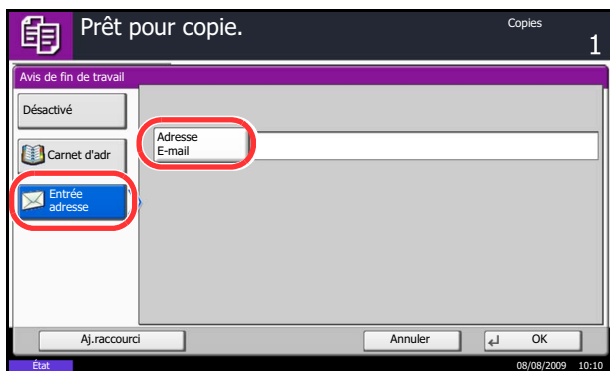 Prêt pour copie.
Copies
1
Avis de fin de travail
Désactivé
Carnet d'adr
Entrée
adresse
Adresse
E-mail
Aj.raccourci
Annuler
OK
État
08/08/2009 10:10